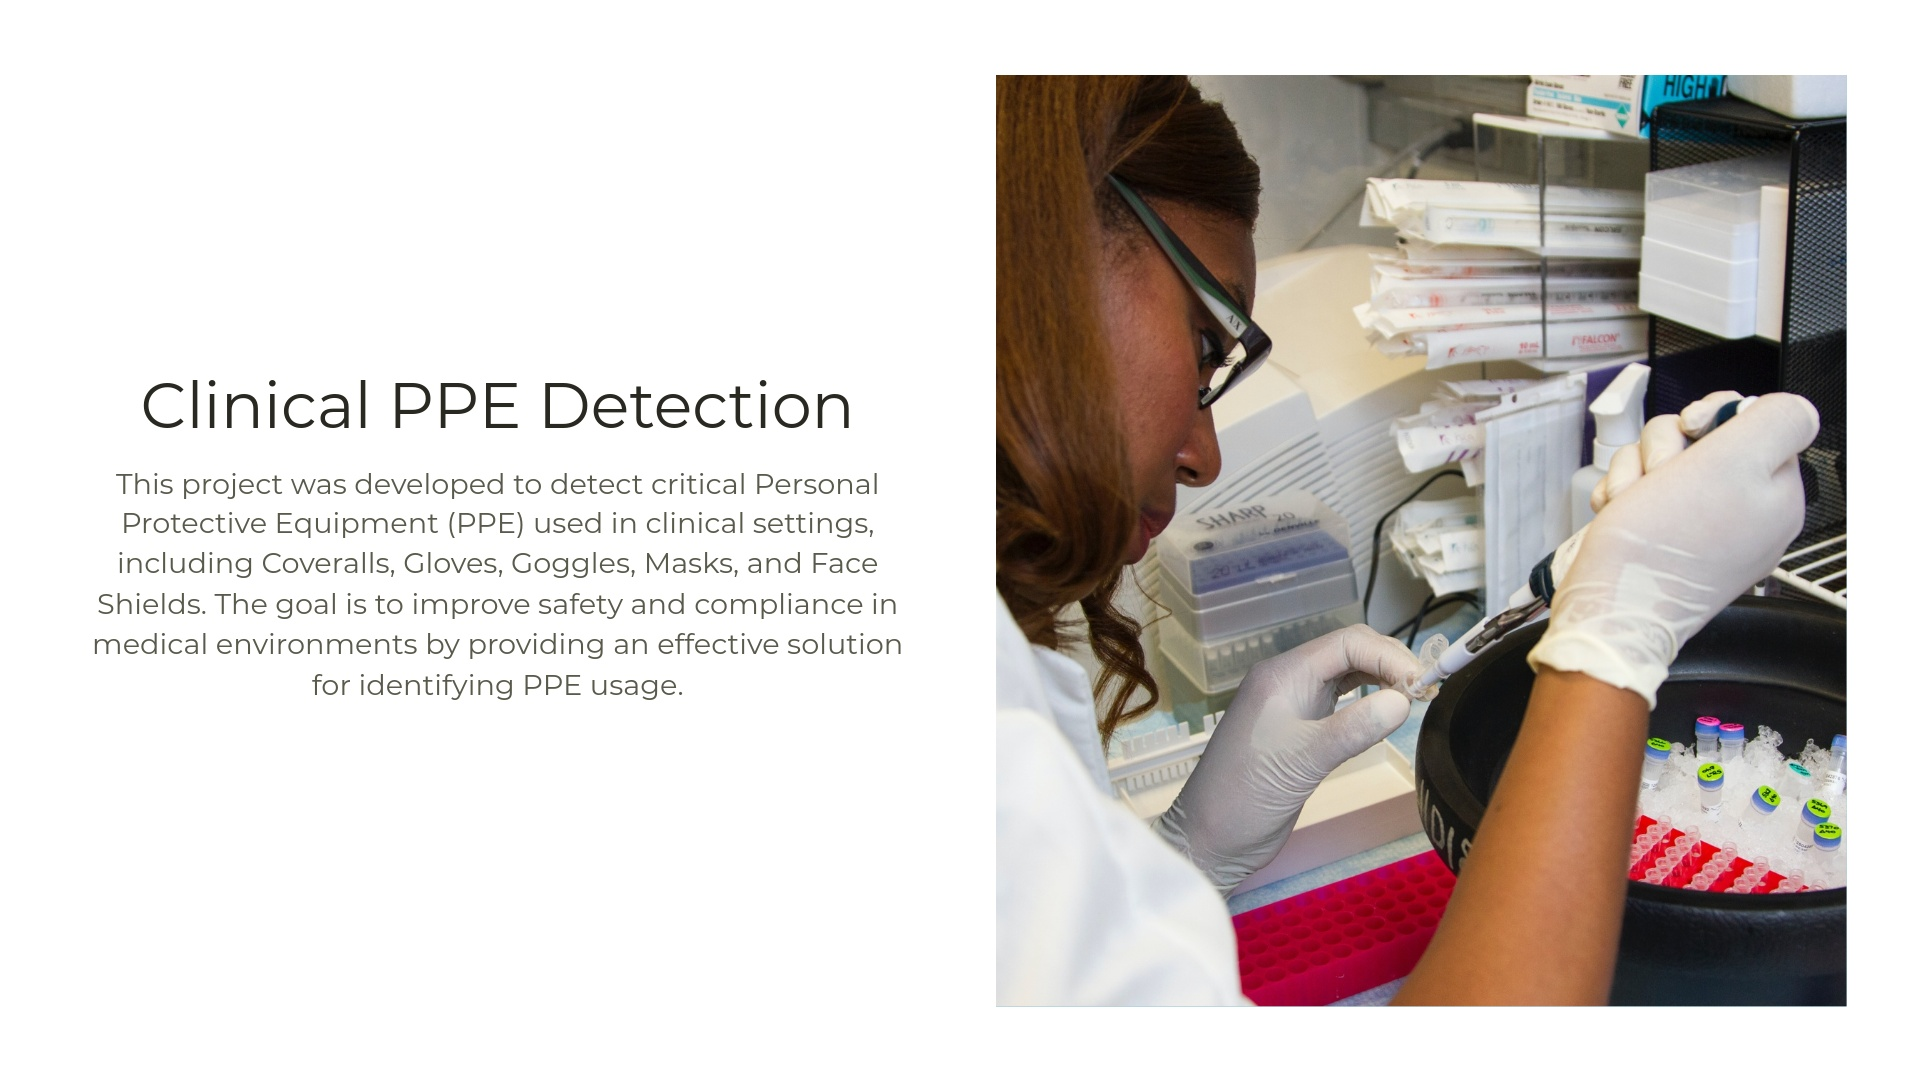 Clinical PPE Detection
This project was developed to detect critical Personal
Protective Equipment (PPE) used in clinical settings,
including Coveralls, Gloves, Goggles, Masks, and Face
Shields. The goal is to improve safety and compliance in
medical environments by providing an effective solution
for identifying PPE usage.
HIGH
FALCON
A|X
SHARP 20